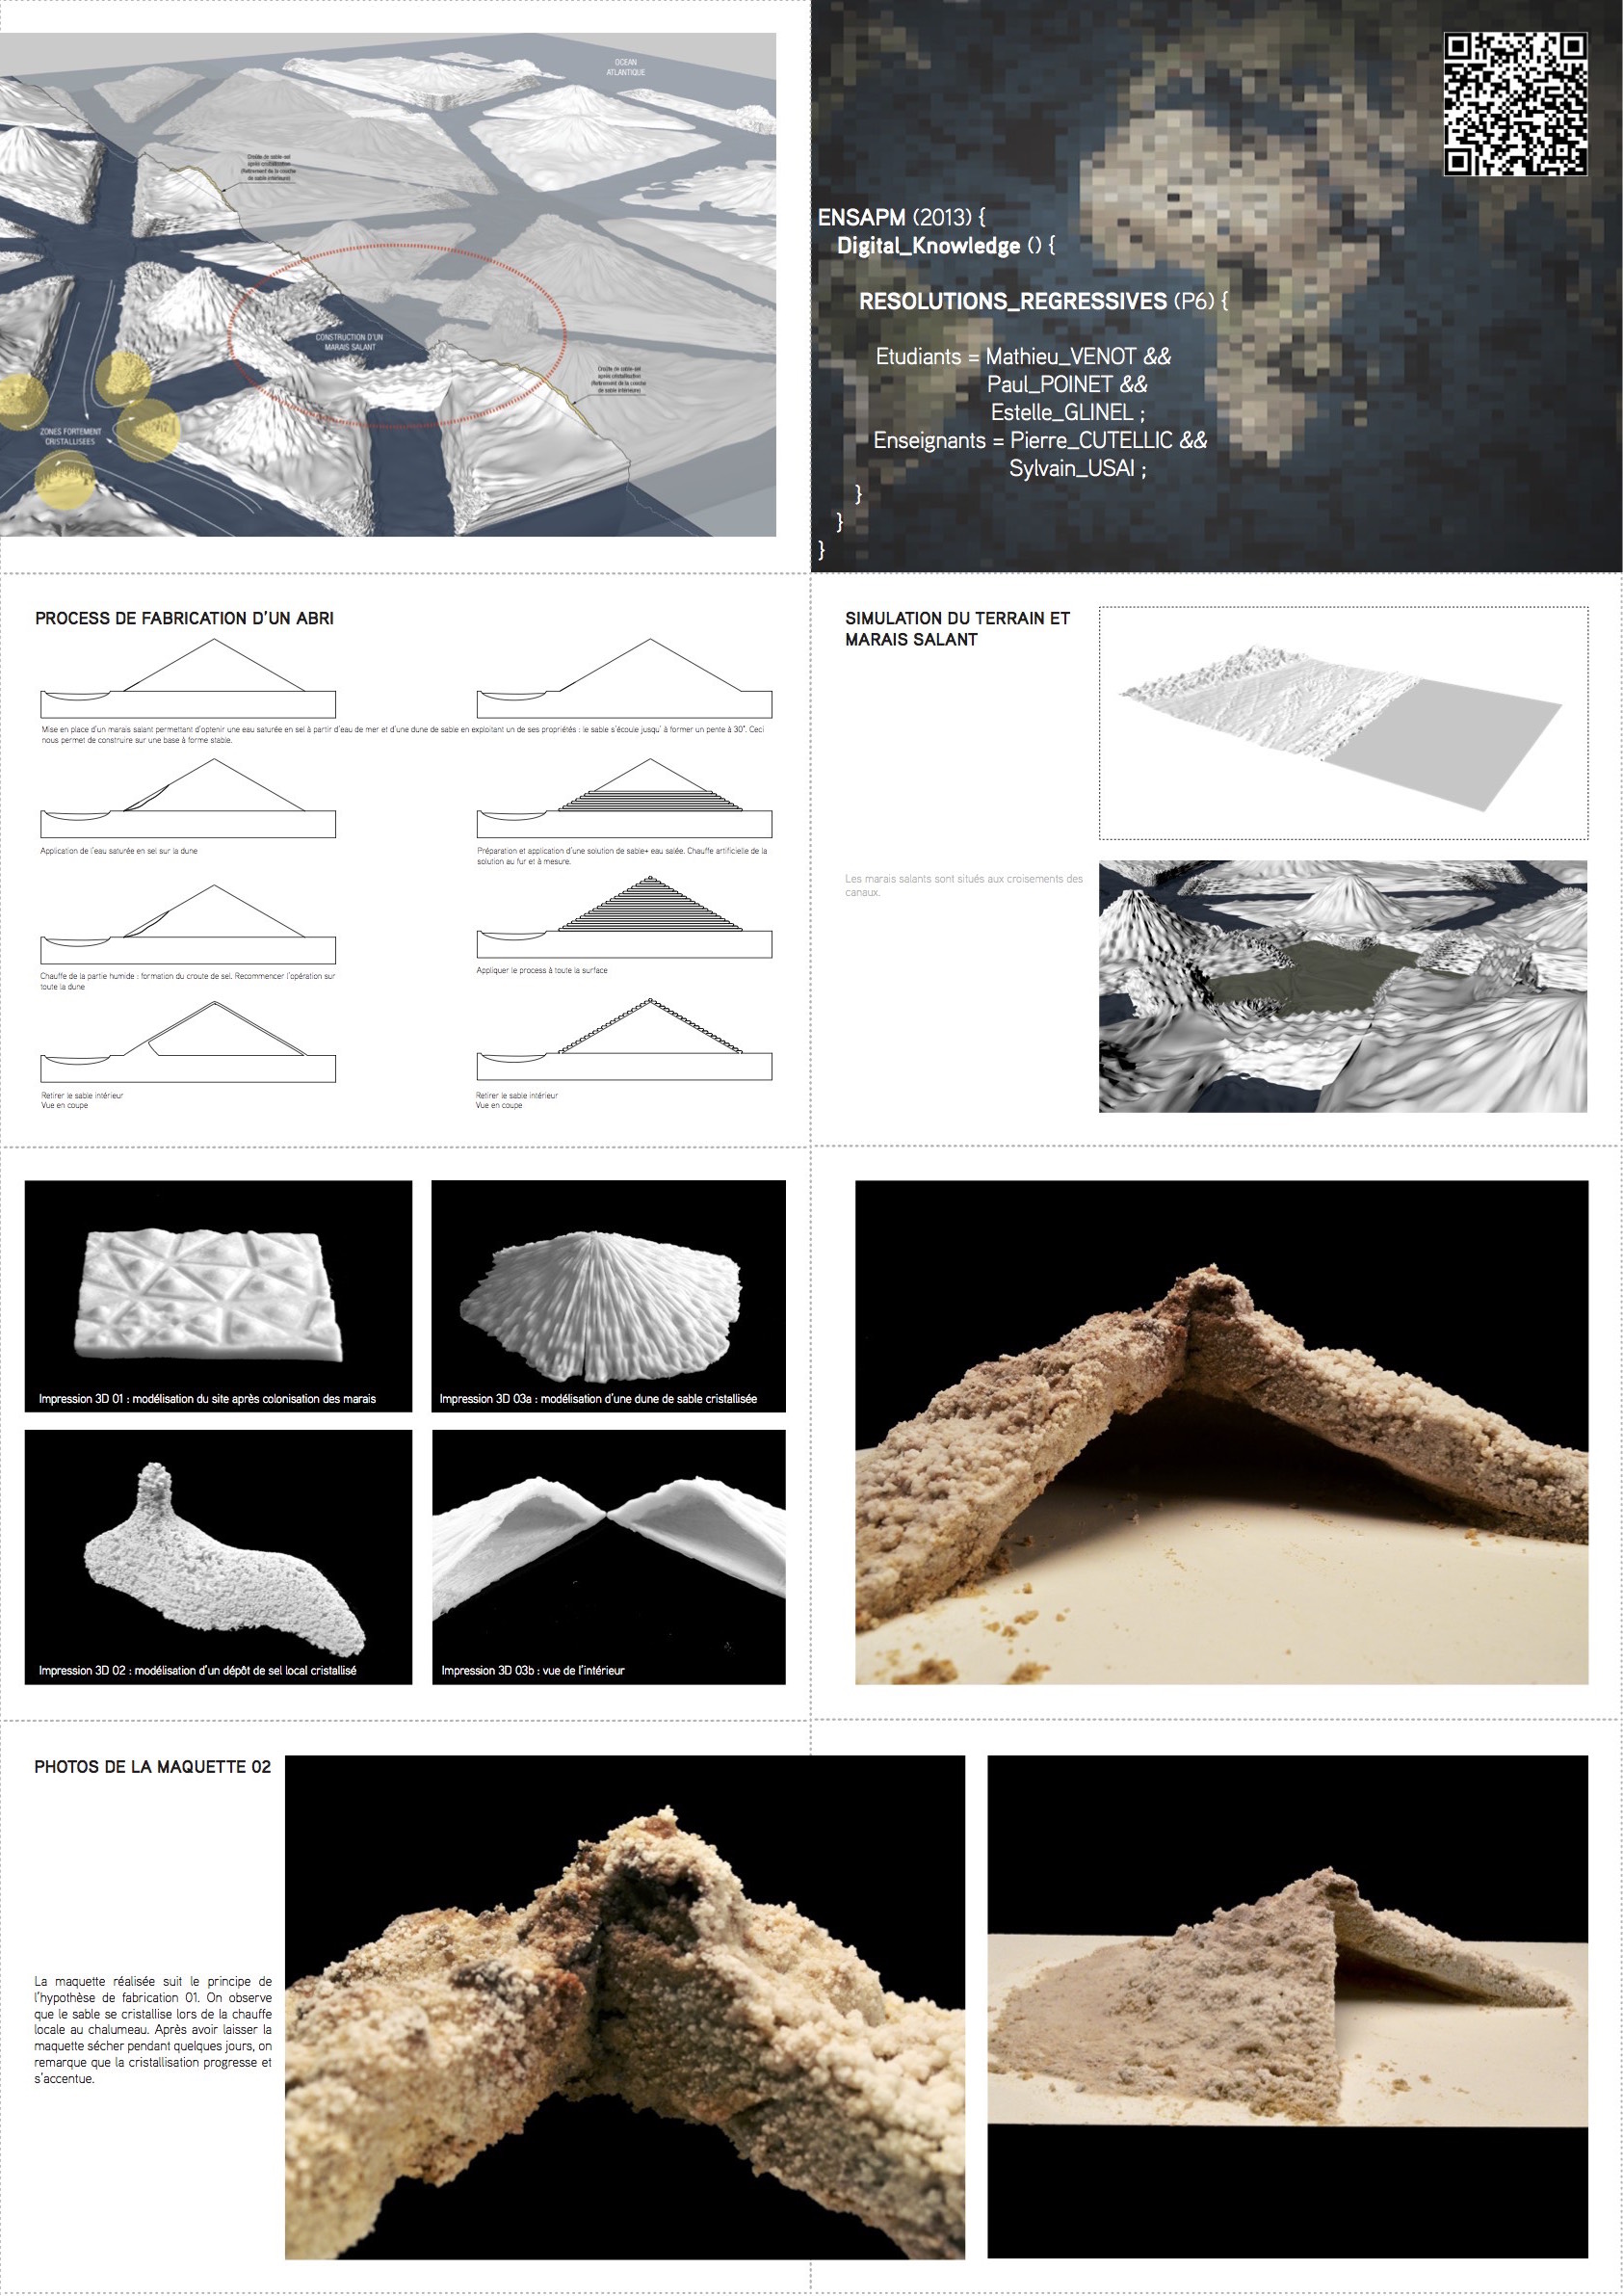 OCEAN
ATLANTIQUE
Croûte de sable-sel
après cristallisation
(Retirement de la couche
de sable intérieure)
CONSTRUCTION D'UN
MARAIS SALANT
Croûte de sable-sel
après cristallisation
(Retirement de la couche
de sable intérieure)
ZONES FORTEMENT
CRISTALLISEES
ENSAPM (2013) {
Digital_Knowledge () {
RESOLUTIONS_REGRESSIVES (P6) {
Etudiants = Mathieu_VENOT &&
Paul_POINET &&
Estelle_GLINEL ;
Enseignants = Pierre_CUTELLIC &&
Sylvain_USAI ;
}
}
}
PROCESS DE FABRICATION D'UN ABRI
Mise en place d'un marais salant permettant d'optenir une eau saturée en sel à partir d'eau de mer et d'une dune de sable en exploitant un de ses propriétés : le sable s'écoule jusqu' à former un pente à 30°. Ceci
nous permet de construire sur une base à forme stable.
Application de l'eau saturée en sel sur la dune
Préparation et application d'une solution de sable+ eau salée. Chauffe artificielle de la
solution au fur et à mesure.
Chauffe de la partie humide : formation du croute de sel. Recommencer l'opération sur
toute la dune
Appliquer le process à toute la surface
Retirer le sable intérieur
Vue en coupe
Retirer le sable intérieur
Vue en coupe
SIMULATION DU TERRAIN ET
MARAIS SALANT
Les marais salants sont situés aux croisements des
canaux.
Impression 3D 01 : modélisation du site après colonisation des marais
Impression 3D 03a : modélisation d'une dune de sable cristallisée
Impression 3D 02 : modélisation d'un dépôt de sel local cristallisé
Impression 3D 03b : vue de l'intérieur
PHOTOS DE LA MAQUETTE 02
La maquette réalisée suit le principe de
l'hypothèse de fabrication 01. On observe
que le sable se cristallise lors de la chauffe
locale au chalumeau. Après avoir laisser la
maquette sécher pendant quelques jours, on
remarque que la cristallisation progresse et
s'accentue.